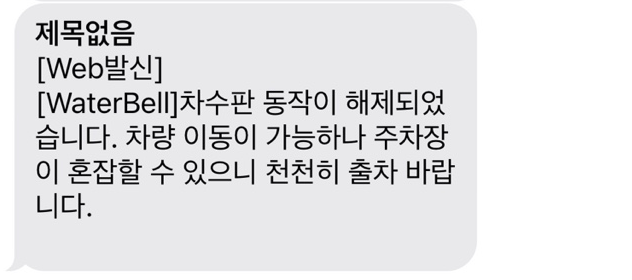 제목없음
[Web발신]
[WaterBell]차수판 동작이 해제되었
습니다. 차량 이동이 가능하나 주차장
이 혼잡할 수 있으니 천천히 출차 바랍
니다.